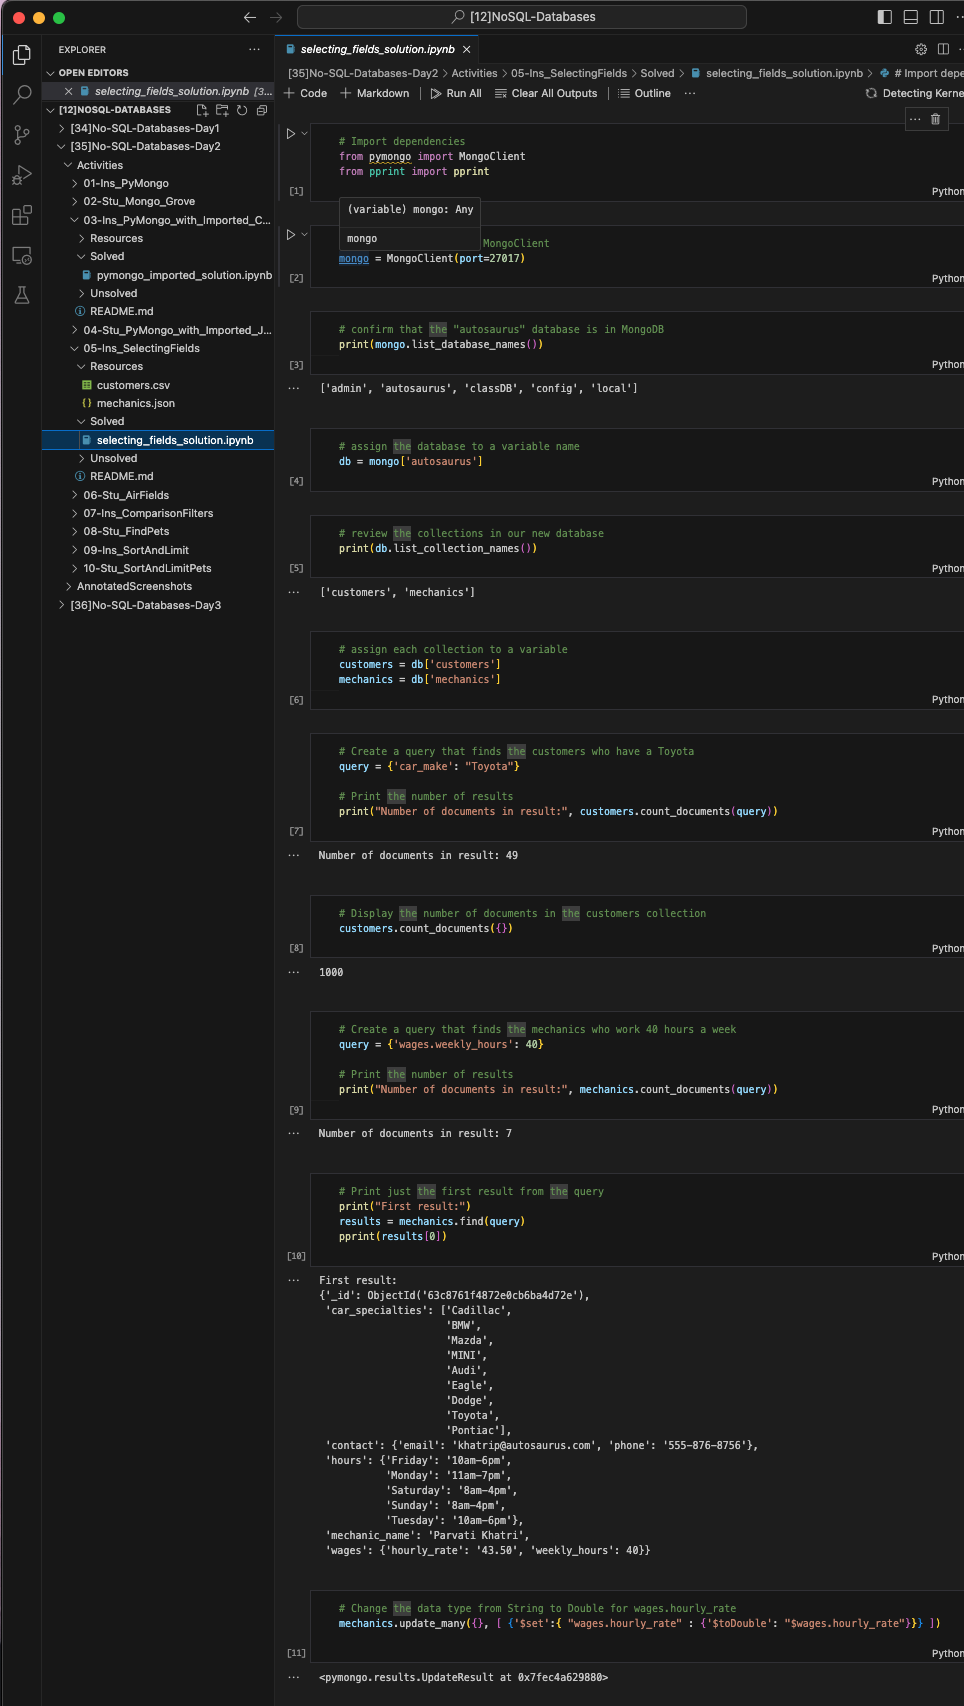 [12]NoSQL-Databases
EXPLORER
OPEN EDITORS
selecting_fields_solution.ipynb [3...
[12]NOSQL-DATABASES
[34]No-SQL-Databases-Day1
[35]No-SQL-Databases-Day2
Activities
01-Ins_PyMongo
02-Stu_Mongo_Grove
03-Ins_PyMongo_with_Imported_C...
Resources
Solved
pymongo_imported_solution.ipynb
Unsolved
README.md
04-Stu_PyMongo_with_Imported_J...
05-Ins_SelectingFields
Resources
customers.csv
mechanics.json
Solved
selecting_fields_solution.ipynb
Unsolved
README.md
06-Stu_AirFields
07-Ins_ComparisonFilters
08-Stu_FindPets
09-Ins_SortAndLimit
10-Stu_SortAndLimitPets
AnnotatedScreenshots
[36]No-SQL-Databases-Day3
selecting_fields_solution.ipynb
[35]No-SQL-Databases-Day2 > Activities > 05-Ins_SelectingFields > Solved > selecting_fields_solution.ipynb > # Import depe
+ Code + Markdown Run All Clear All Outputs Outline ... Detecting Kerne
# Import dependencies
from pymongo import MongoClient
from pprint import pprint
[1] Python
(variable) mongo: Any
mongo
MongoClient
mongo = MongoClient(port=27017)
[2] Python
# confirm that the "autosaurus" database is in MongoDB
print(mongo.list_database_names())
[3] Python
['admin', 'autosaurus', 'classDB', 'config', 'local']
# assign the database to a variable name
db = mongo['autosaurus']
[4] Python
# review the collections in our new database
print(db.list_collection_names())
[5] Python
['customers', 'mechanics']
# assign each collection to a variable
customers = db['customers']
mechanics = db['mechanics']
[6] Python
# Create a query that finds the customers who have a Toyota
query = {'car_make': "Toyota"}
# Print the number of results
print("Number of documents in result:", customers.count_documents(query))
[7] Python
Number of documents in result: 49
# Display the number of documents in the customers collection
customers.count_documents({})
[8] Python
1000
# Create a query that finds the mechanics who work 40 hours a week
query = {'wages.weekly_hours': 40}
# Print the number of results
print("Number of documents in result:", mechanics.count_documents(query))
[9] Python
Number of documents in result: 7
# Print just the first result from the query
print("First result:")
results = mechanics.find(query)
pprint(results[0])
[10] Python
First result:
{'_id': ObjectId('63c8761f4872e0cb6ba4d72e'),
'car_specialties': ['Cadillac',
'BMW',
'Mazda',
'MINI',
'Audi',
'Eagle',
'Dodge',
'Toyota',
'Pontiac'],
'contact': {'email': 'khatrip@autosaurus.com', 'phone': '555-876-8756'},
'hours': {'Friday': '10am-6pm',
'Monday': '11am-7pm',
'Saturday': '8am-4pm',
'Sunday': '8am-4pm',
'Tuesday': '10am-6pm'},
'mechanic_name': 'Parvati Khatri',
'wages': {'hourly_rate': '43.50', 'weekly_hours': 40}}
# Change the data type from String to Double for wages.hourly_rate
mechanics.update_many({}, [ {'$set':{ "wages.hourly_rate" : {'$toDouble': "$wages.hourly_rate"}}} ])
[11] Python
<pymongo.results.UpdateResult at 0x7fec4a629880>